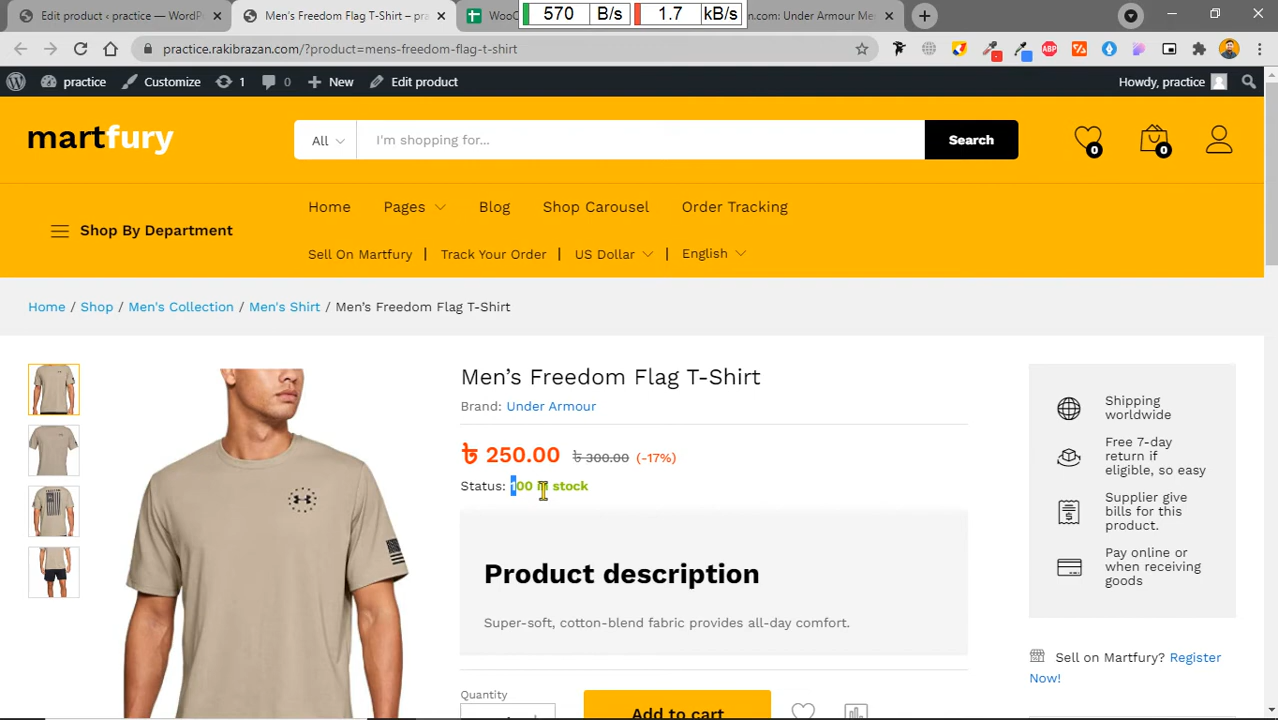 Edit product ‹ practice — WordP
Men's Freedom Flag T-Shirt – pra
WooC
570 B/s 1.7 kB/s
n.com: Under Armour Men
practice.rakibrazan.com/?product=mens-freedom-flag-t-shirt
ABP
practice Customize 1 0 New Edit product Howdy, practice
martfury
All I'm shopping for... Search
0 0
Home Pages Blog Shop Carousel Order Tracking
Shop By Department
Sell On Martfury | Track Your Order | US Dollar | English
Home / Shop / Men's Collection / Men's Shirt / Men's Freedom Flag T-Shirt
Men's Freedom Flag T-Shirt
Brand: Under Armour
৳ 250.00 ৳ 300.00 (-17%)
Status: 100 in stock
Product description
Super-soft, cotton-blend fabric provides all-day comfort.
Quantity
Add to cart
Shipping
worldwide
Free 7-day
return if
eligible, so easy
Supplier give
bills for this
product.
Pay online or
when receiving
goods
Sell on Martfury? Register
Now!